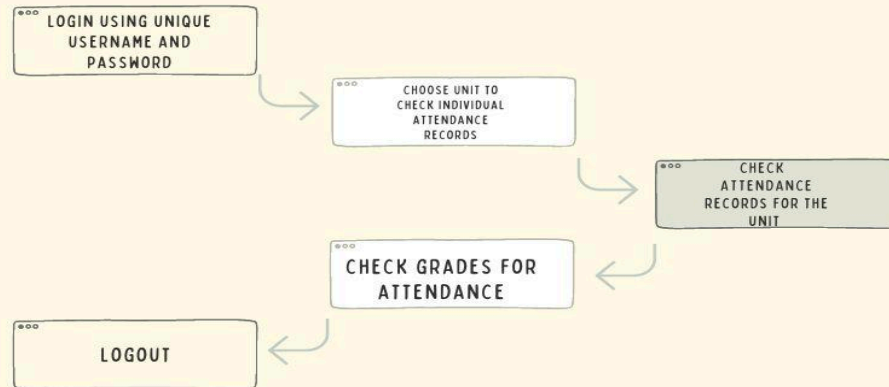 LOGIN USING UNIQUE
USERNAME AND
PASSWORD
CHOOSE UNIT TO
CHECK INDIVIDUAL
ATTENDANCE
RECORDS
CHECK
ATTENDANCE
RECORDS FOR THE
UNIT
CHECK GRADES FOR
ATTENDANCE
LOGOUT